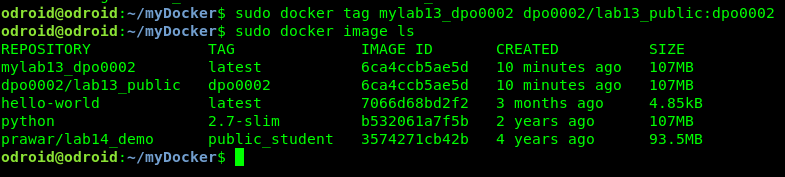 odroid@odroid:~/myDocker$ sudo docker tag mylab13_dpo0002 dpo0002/lab13_public:dpo0002
odroid@odroid:~/myDocker$ sudo docker image ls
REPOSITORY TAG IMAGE ID CREATED SIZE
mylab13_dpo0002 latest 6ca4ccb5ae5d 10 minutes ago 107MB
dpo0002/lab13_public dpo0002 6ca4ccb5ae5d 10 minutes ago 107MB
hello-world latest 7066d68bd2f2 3 months ago 4.85kB
python 2.7-slim b532061a7f5b 2 years ago 107MB
prawar/lab14_demo public_student 3574271cb42b 4 years ago 93.5MB
odroid@odroid:~/myDocker$